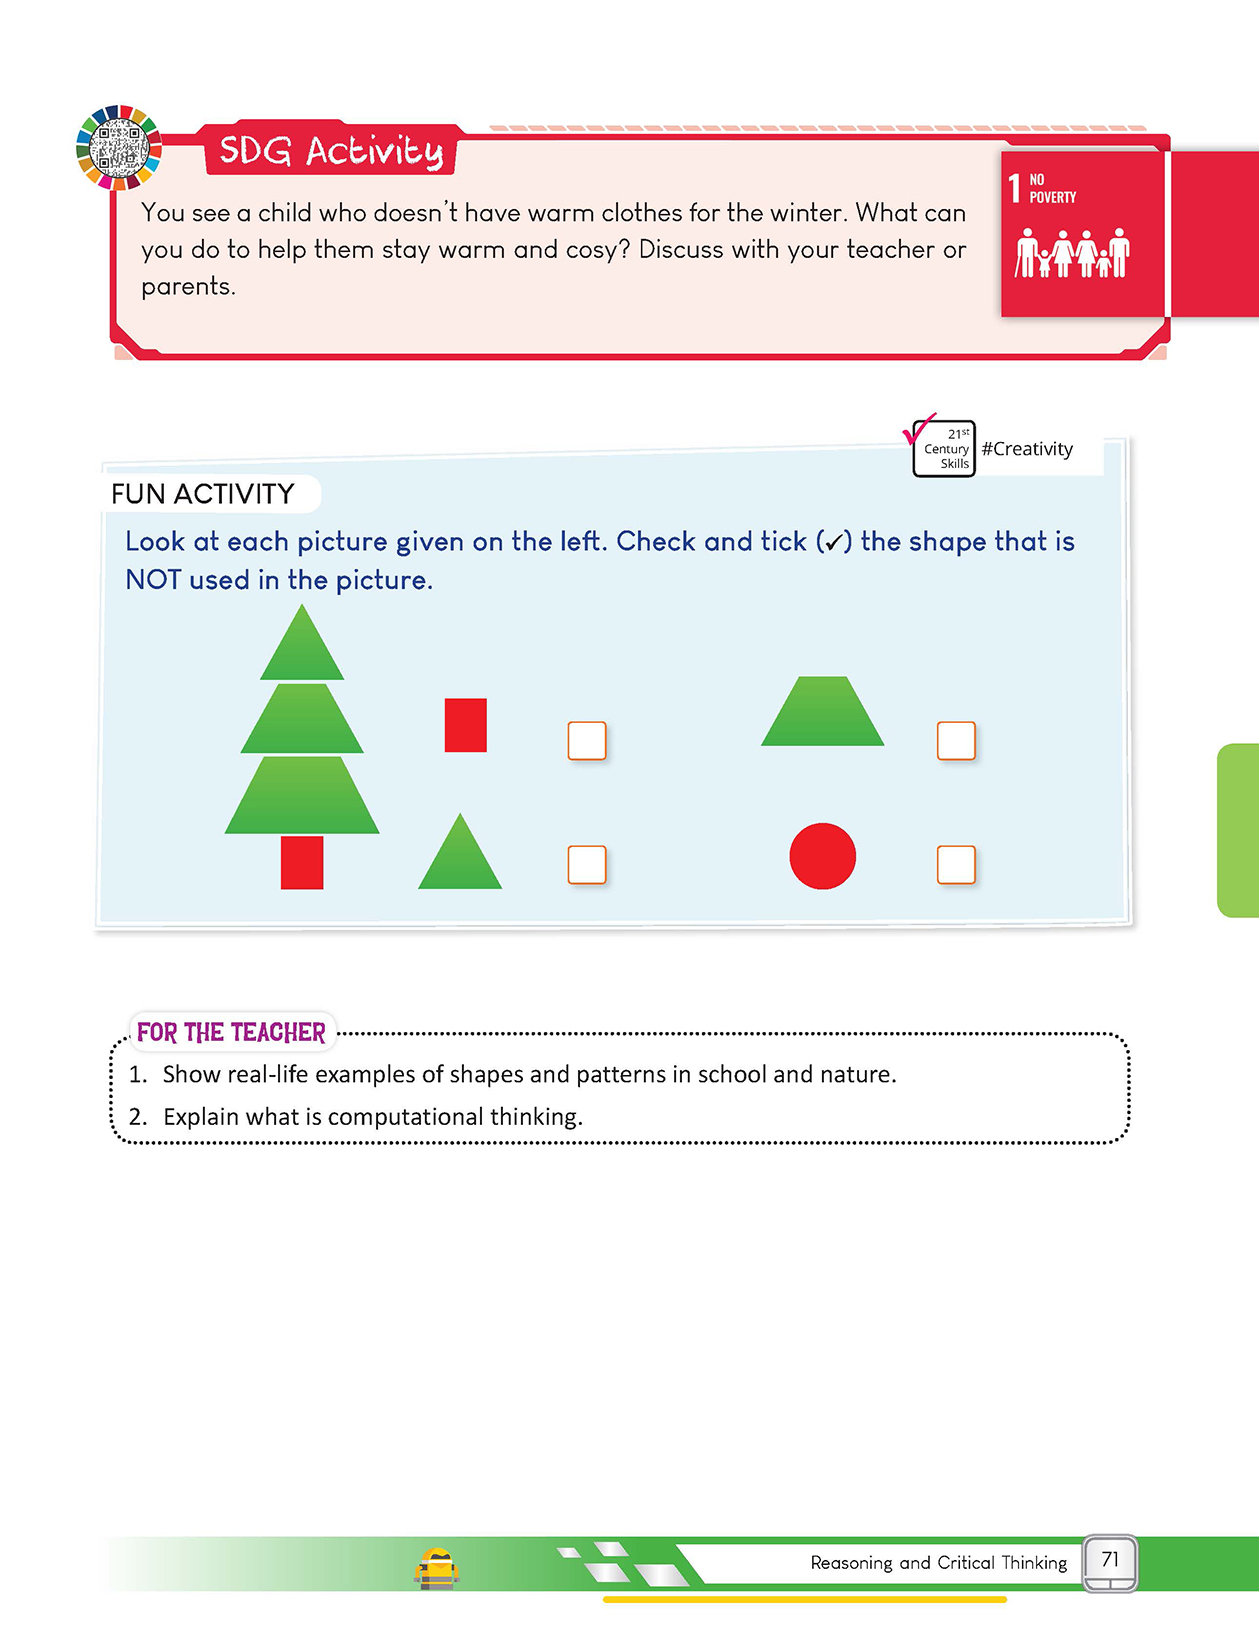 SDG Activity
1 NO
POVERTY
You see a child who doesn't have warm clothes for the winter. What can
you do to help them stay warm and cosy? Discuss with your teacher or
parents.
21st
Century
Skills
#Creativity
FUN ACTIVITY
Look at each picture given on the left. Check and tick (✓) the shape that is
NOT used in the picture.
FOR THE TEACHER
1. Show real-life examples of shapes and patterns in school and nature.
2. Explain what is computational thinking.
Reasoning and Critical Thinking 71